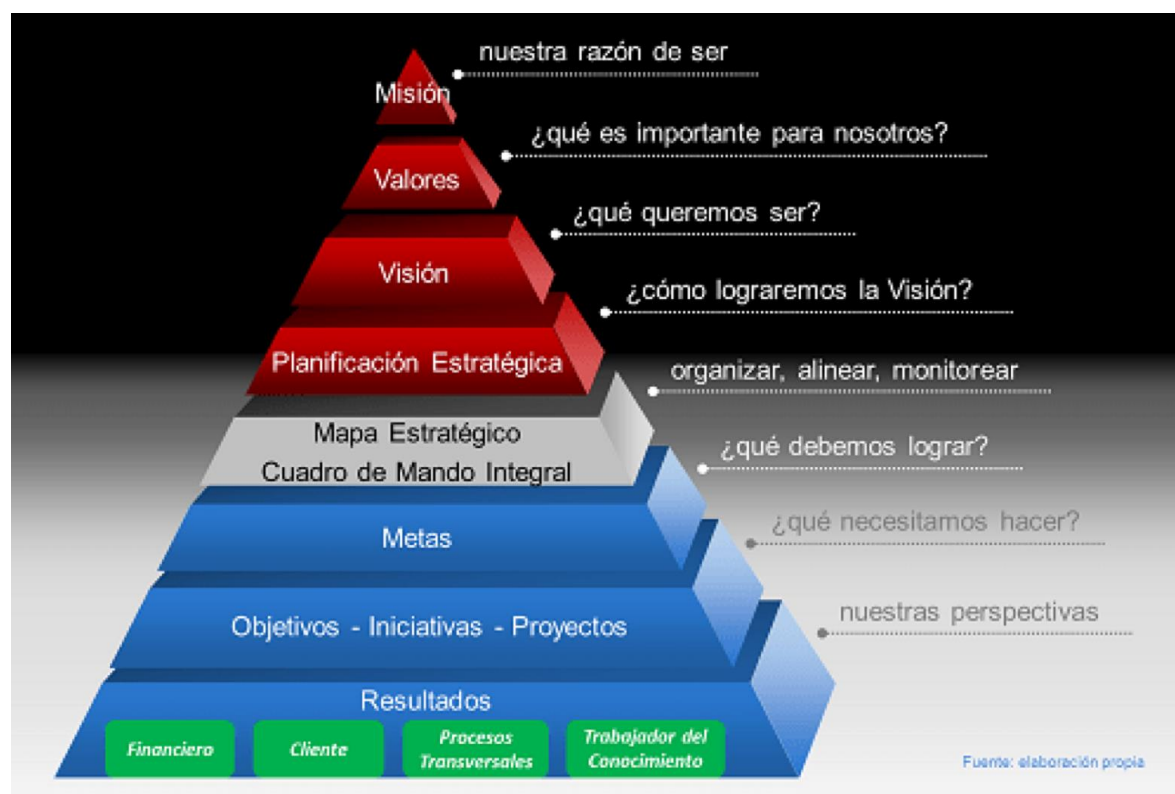 nuestra razón de ser
Misión
¿qué es importante para nosotros?
Valores
¿qué queremos ser?
Visión
¿cómo lograremos la Visión?
Planificación Estratégica
organizar, alinear, monitorear
Mapa Estratégico
Cuadro de Mando Integral
¿qué debemos lograr?
Metas
¿qué necesitamos hacer?
Objetivos - Iniciativas - Proyectos
nuestras perspectivas
Resultados
Financiero
Cliente
Procesos
Transversales
Trabajador del
Conocimiento
Fuente: elaboración propia